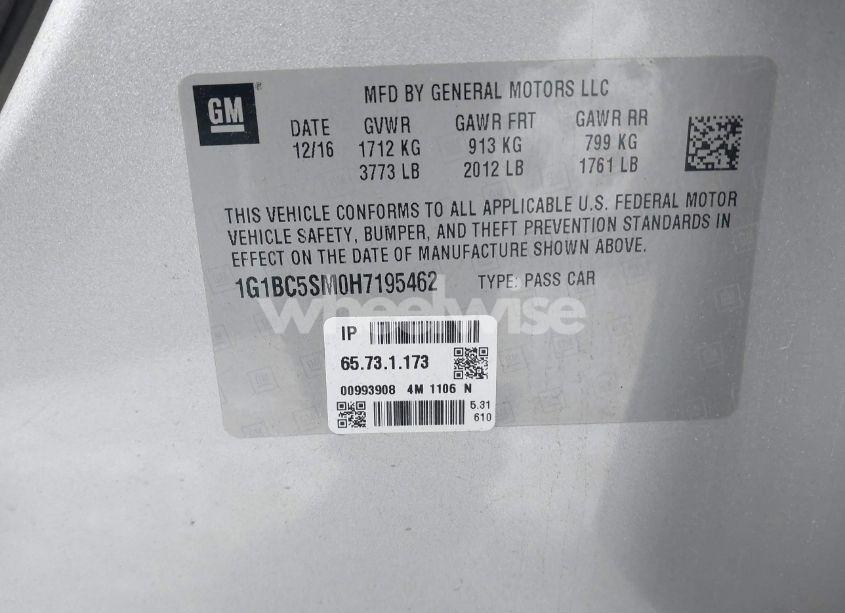 GM
MFD BY GENERAL MOTORS LLC
DATE GVWR GAWR FRT GAWR RR
12/16 1712 KG 913 KG 799 KG
3773 LB 2012 LB 1761 LB
THIS VEHICLE CONFORMS TO ALL APPLICABLE U.S. FEDERAL MOTOR
VEHICLE SAFETY, BUMPER, AND THEFT PREVENTION STANDARDS IN
EFFECT ON THE DATE OF MANUFACTURE SHOWN ABOVE.
1G1BC5SM0H7195462 TYPE: PASS CAR
wheelwise
IP
65.73.1.173
00993908 4M 1106 N
5.31
610